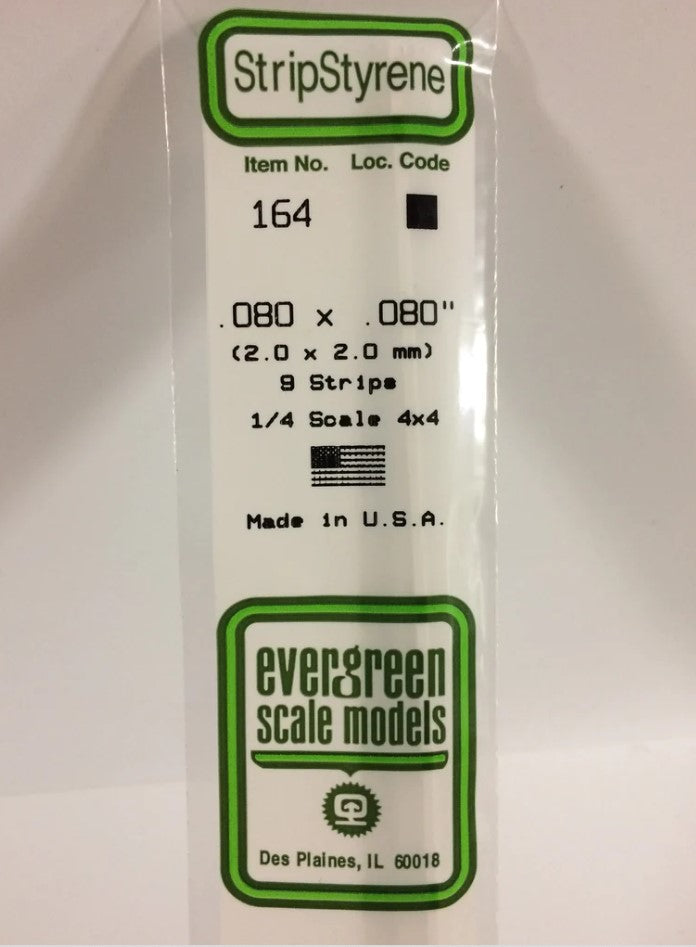 StripStyrene
Item No. Loc. Code
164
.080 x .080"
(2.0 x 2.0 mm)
9 Strips
1/4 Scale 4x4
Made in U.S.A.
evergreen
scale models
Des Plaines, IL 60018